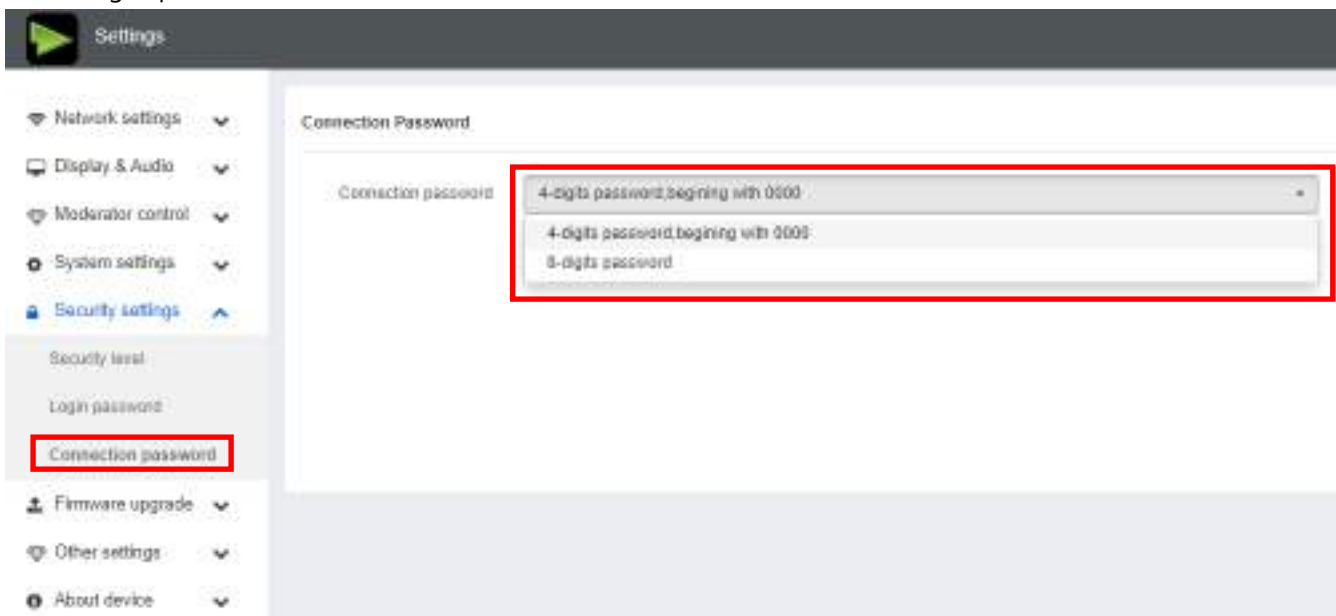 Settings
Network settings
Display & Audio
Moderator control
System settings
Security settings
Security level
Login password
Connection password
Firmware upgrade
Other settings
About device
Connection Password
Connection password
4-digits password,begining with 0000
4-digits password,begining with 0000
8-digits password